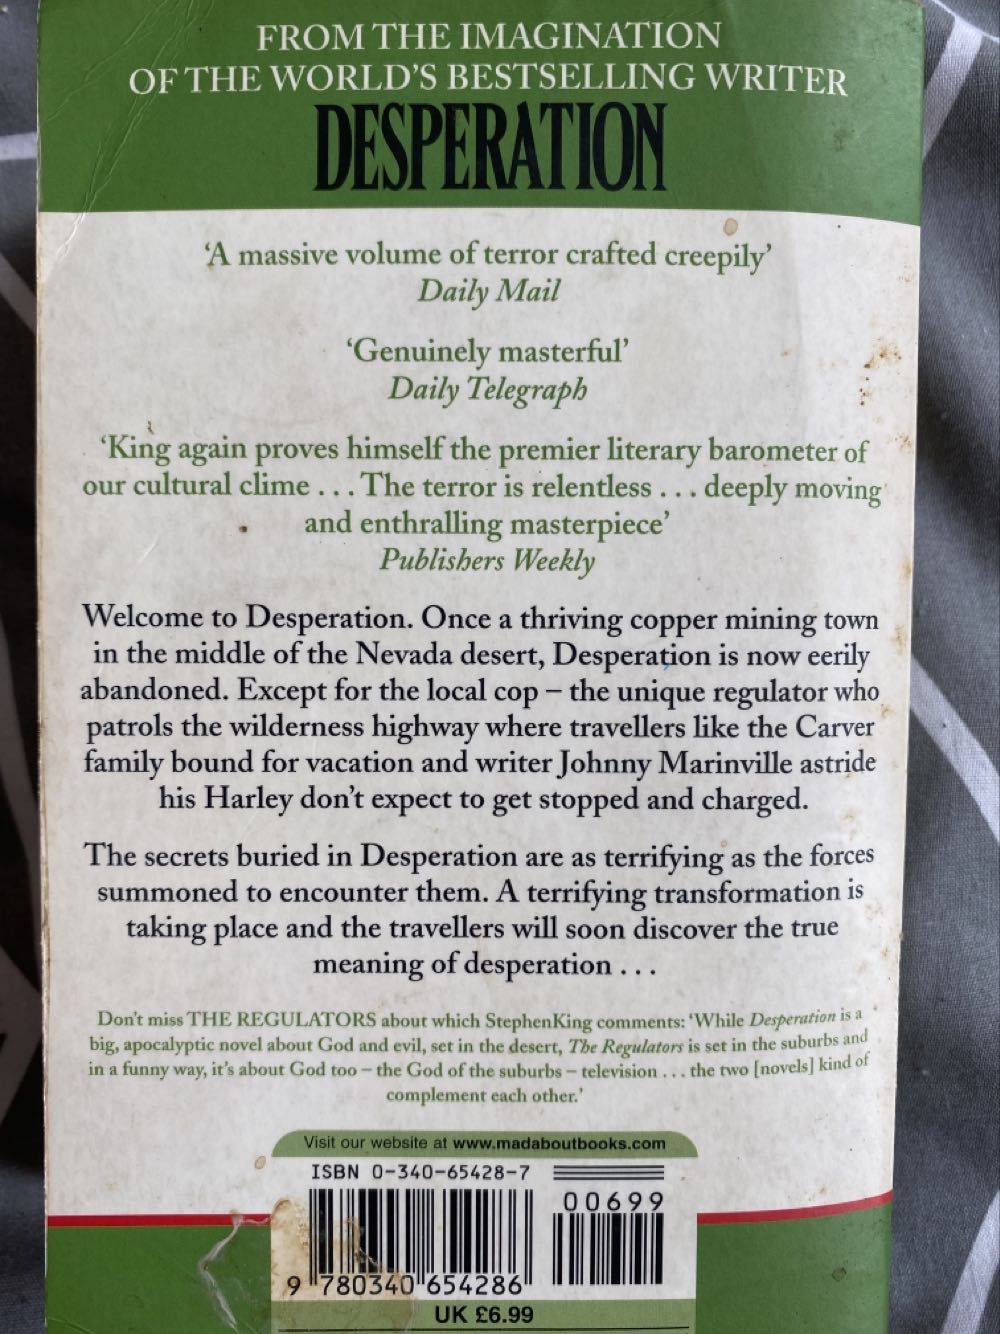 FROM THE IMAGINATION
OF THE WORLD'S BESTSELLING WRITER
DESPERATION
'A massive volume of terror crafted creepily'
Daily Mail
'Genuinely masterful'
Daily Telegraph
'King again proves himself the premier literary barometer of
our cultural clime . . . The terror is relentless . . . deeply moving
and enthralling masterpiece'
Publishers Weekly
Welcome to Desperation. Once a thriving copper mining town
in the middle of the Nevada desert, Desperation is now eerily
abandoned. Except for the local cop – the unique regulator who
patrols the wilderness highway where travellers like the Carver
family bound for vacation and writer Johnny Marinville astride
his Harley don't expect to get stopped and charged.
The secrets buried in Desperation are as terrifying as the forces
summoned to encounter them. A terrifying transformation is
taking place and the travellers will soon discover the true
meaning of desperation . . .
Don't miss THE REGULATORS about which StephenKing comments: 'While Desperation is a
big, apocalyptic novel about God and evil, set in the desert, The Regulators is set in the suburbs and
in a funny way, it's about God too – the God of the suburbs – television . . . the two [novels] kind of
complement each other.'
Visit our website at www.madaboutbooks.com
ISBN 0-340-65428-7
00699
9 780340 654286
UK £6.99